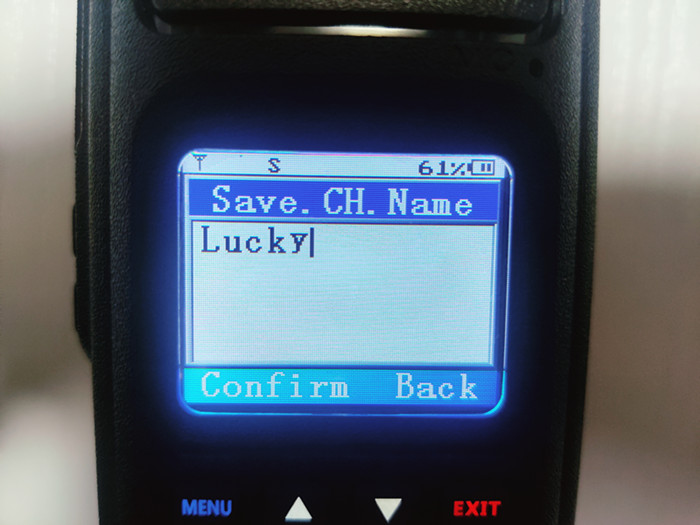 S 61%
Save.CH.Name
Lucky
Confirm Back
MENU EXIT